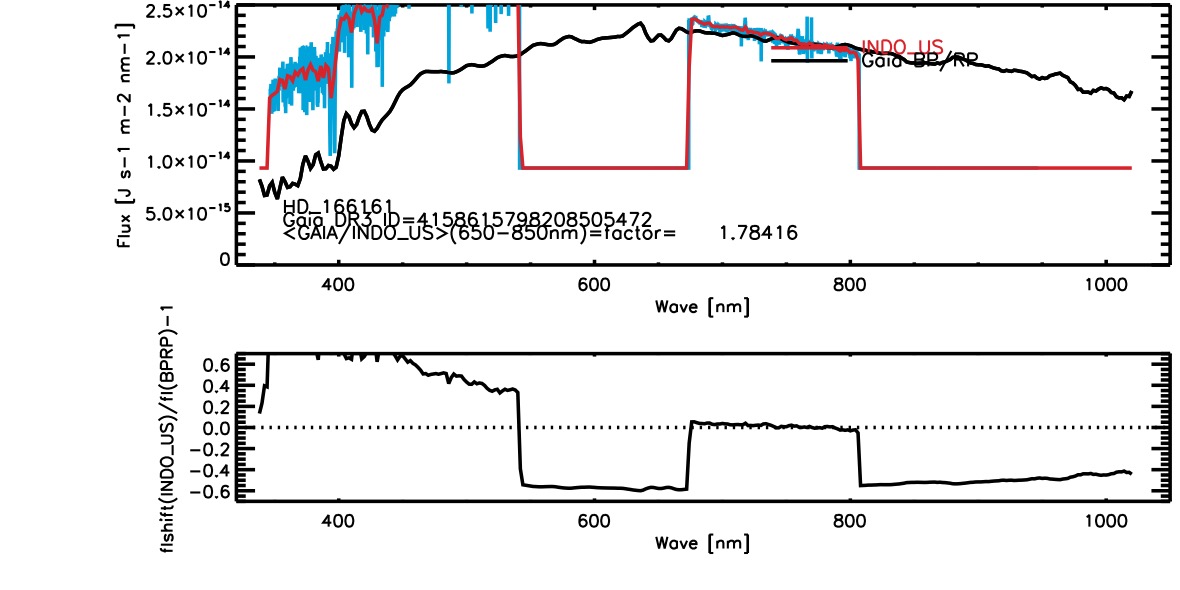 2.5×10−14
2.0×10−14
1.5×10−14
1.0×10−14
5.0×10−15
0
Flux [J s−1 m−2 nm−1]
INDO_US
Gaia BP/RP
HD_166161
Gaia DR3 ID=4158615798208505472
<GAIA/INDO_US>(650−850nm)=factor= 1.78416
400 600 800 1000
Wave [nm]
flshift(INDO_US)/fl(BPRP)−1
0.6
0.4
0.2
0.0
−0.2
−0.4
−0.6
400 600 800 1000
Wave [nm]